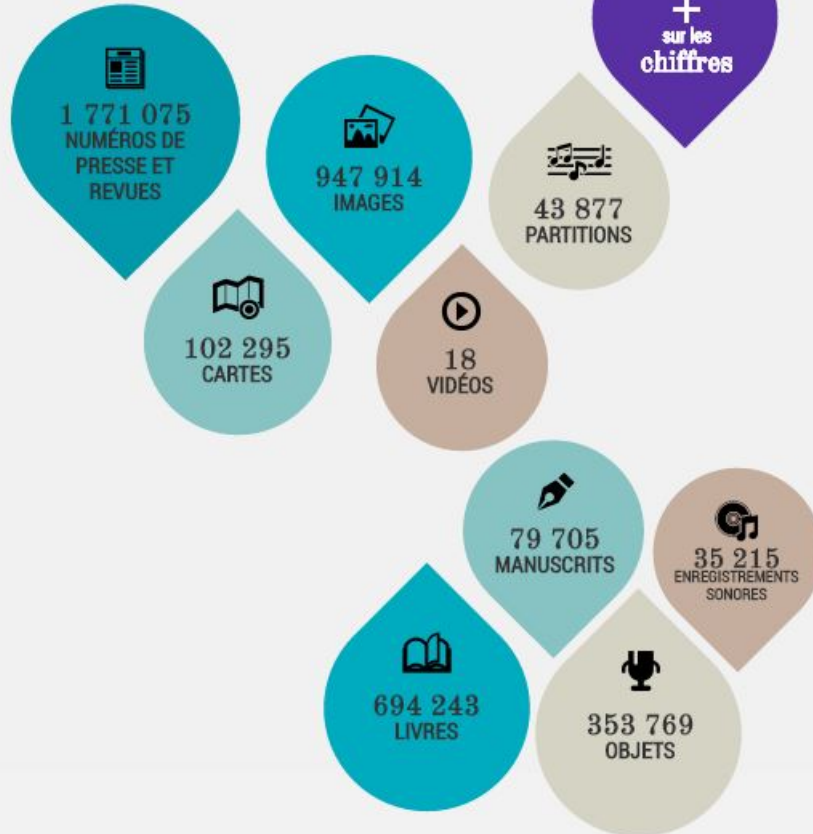 +
sur les
chiffres
1 771 075
NUMÉROS DE
PRESSE ET
REVUES
947 914
IMAGES
43 877
PARTITIONS
102 295
CARTES
18
VIDÉOS
79 705
MANUSCRITS
35 215
ENREGISTREMENTS
SONORES
694 243
LIVRES
353 769
OBJETS